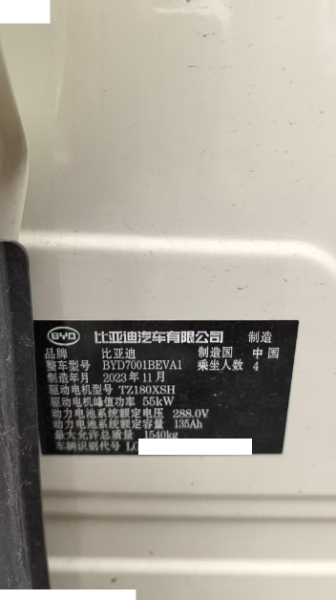 BYD 比亚迪汽车有限公司 制造
品牌 比亚迪 制造国 中国
整车型号 BYD7001BEVA1 乘坐人数 4
制造年月 2023年11月
驱动电机型号 TZ180XSH
驱动电机峰值功率 55kW
动力电池系统额定电压 288.0V
动力电池系统额定容量 135Ah
最大允许总质量 1540kg
车辆识别代号 L